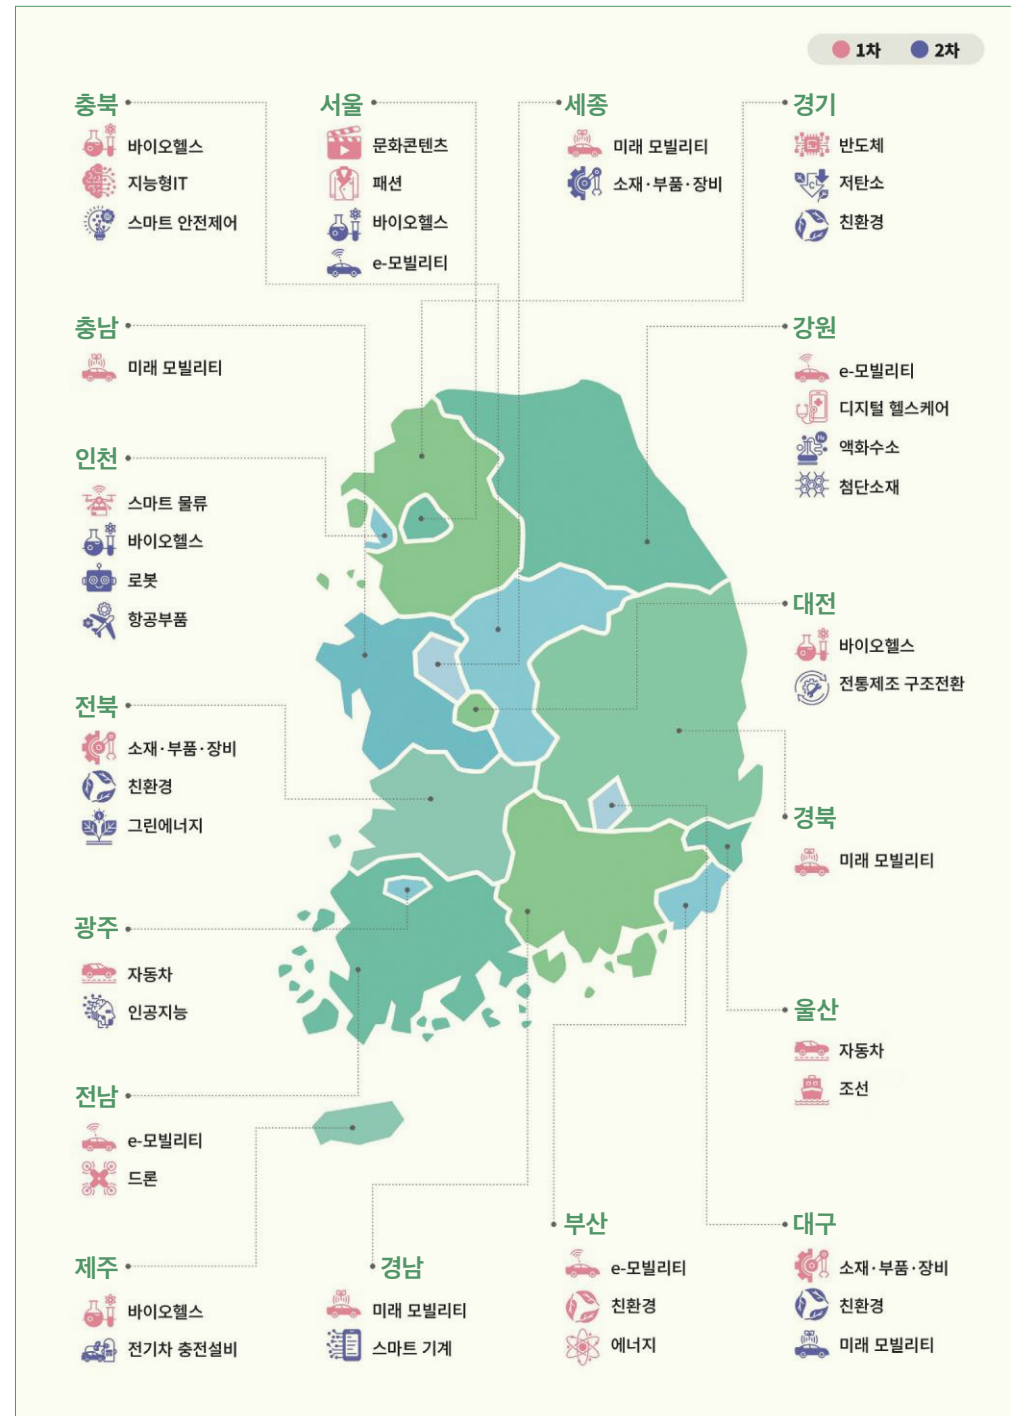 1차 2차
충북
바이오헬스
지능형IT
스마트 안전제어
서울
문화콘텐츠
패션
바이오헬스
e-모빌리티
세종
미래 모빌리티
소재·부품·장비
경기
반도체
저탄소
친환경
충남
미래 모빌리티
강원
e-모빌리티
디지털 헬스케어
액화수소
첨단소재
인천
스마트 물류
바이오헬스
로봇
항공부품
대전
바이오헬스
전통제조 구조전환
전북
소재·부품·장비
친환경
그린에너지
경북
미래 모빌리티
광주
자동차
인공지능
울산
자동차
조선
전남
e-모빌리티
드론
제주
바이오헬스
전기차 충전설비
경남
미래 모빌리티
스마트 기계
부산
e-모빌리티
친환경
에너지
대구
소재·부품·장비
친환경
미래 모빌리티